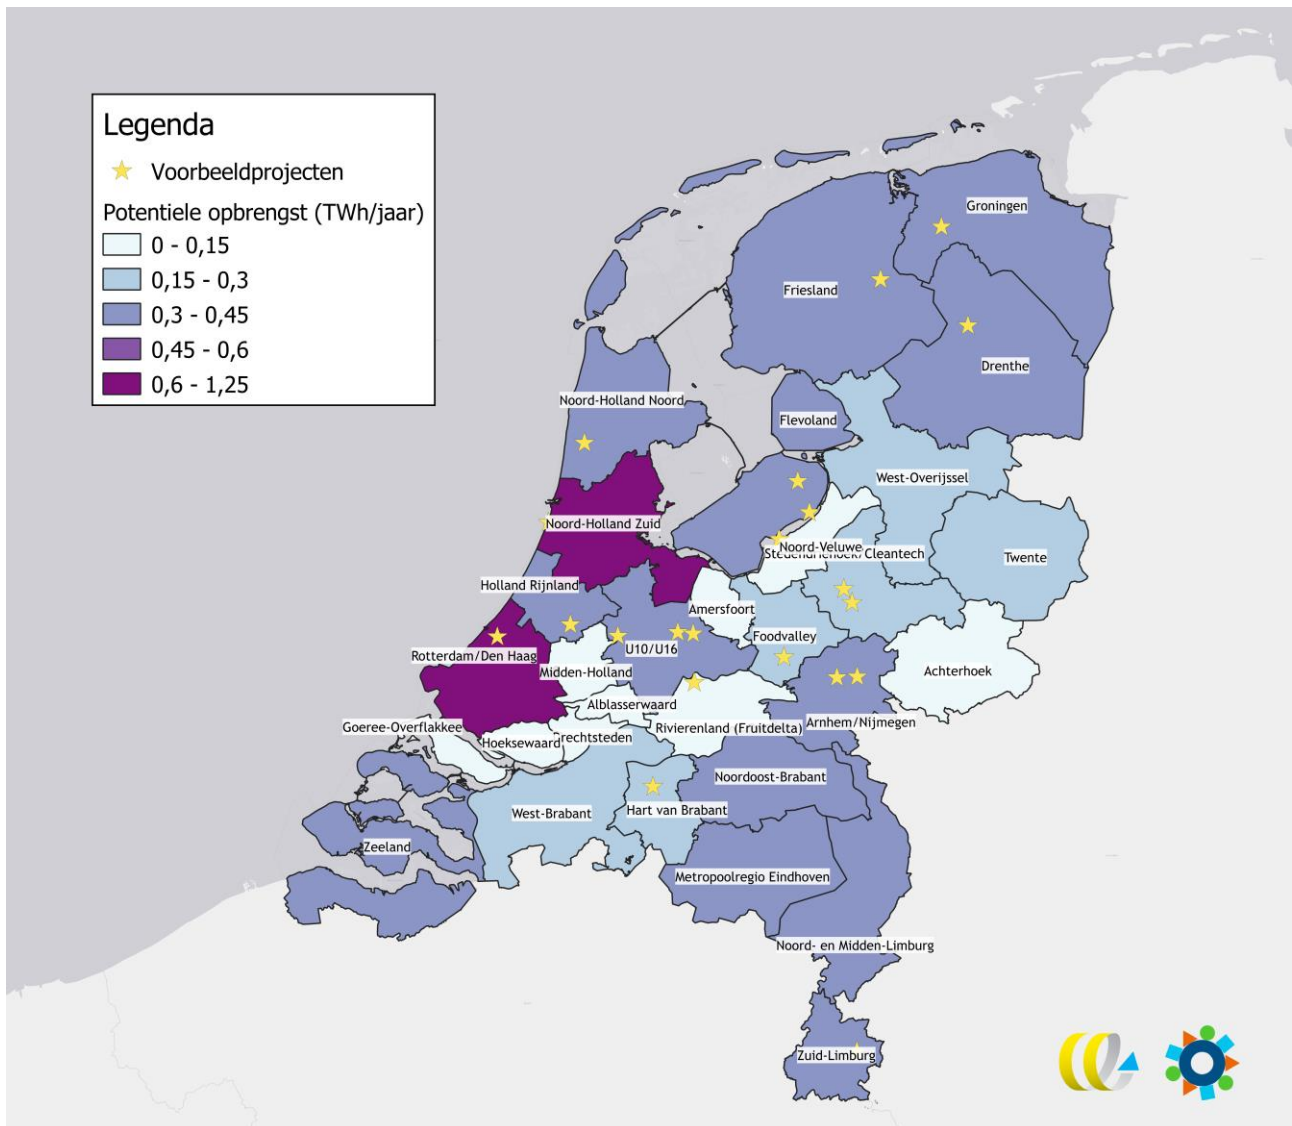 Legenda
Voorbeeldprojecten
Potentiele opbrengst (TWh/jaar)
0 - 0,15
0,15 - 0,3
0,3 - 0,45
0,45 - 0,6
0,6 - 1,25
Groningen
Friesland
Drenthe
Noord-Holland Noord
Flevoland
West-Overijssel
Noord-Holland Zuid
Noord-Veluwe
Cleantech
Twente
Holland Rijnland
Amersfoort
Foodvalley
U10/U16
Rotterdam/Den Haag
Midden-Holland
Achterhoek
Alblasserwaard
Arnhem/Nijmegen
Goeree-Overflakkee
Rivierenland (Fruitdelta)
Hoeksewaard
rechtsteden
Noordoost-Brabant
West-Brabant
Hart van Brabant
Zeeland
Metropoolregio Eindhoven
Noord- en Midden-Limburg
Zuid-Limburg